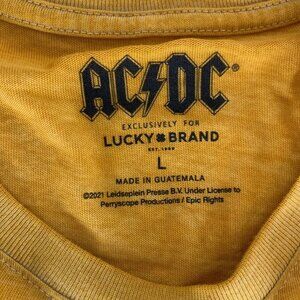 AC⚡DC®
EXCLUSIVELY FOR
LUCKY BRAND
EST. 1990
L
MADE IN GUATEMALA
©2021 Leidseplein Presse B.V. Under License to
Perryscope Productions / Epic Rights